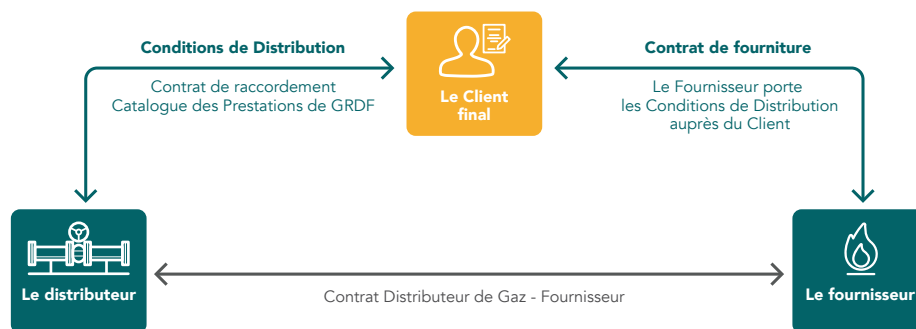 Conditions de Distribution
Contrat de raccordement
Catalogue des Prestations de GRDF
Le Client
final
Contrat de fourniture
Le Fournisseur porte
les Conditions de Distribution
auprès du Client
Le distributeur
Contrat Distributeur de Gaz - Fournisseur
Le fournisseur